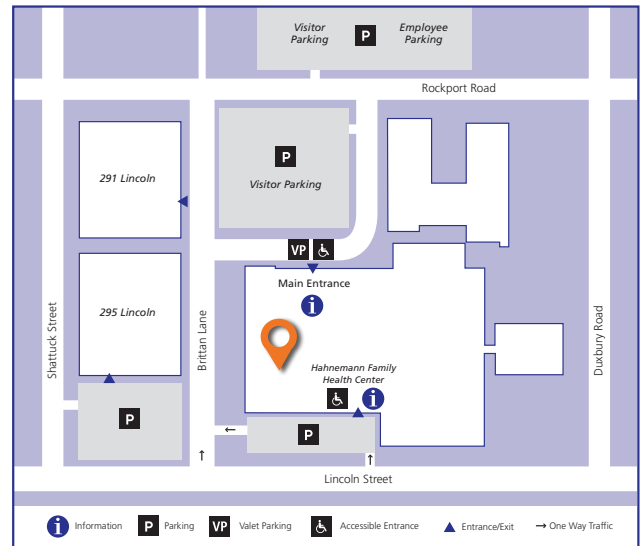 Visitor
Parking
P
Employee
Parking
Rockport Road
P
Visitor Parking
291 Lincoln
VP
Main Entrance
i
295 Lincoln
Shattuck Street
Brittan Lane
Duxbury Road
Hahnemann Family
Health Center
i
P
P
Lincoln Street
i Information
P Parking
VP Valet Parking
Accessible Entrance
Entrance/Exit
→ One Way Traffic